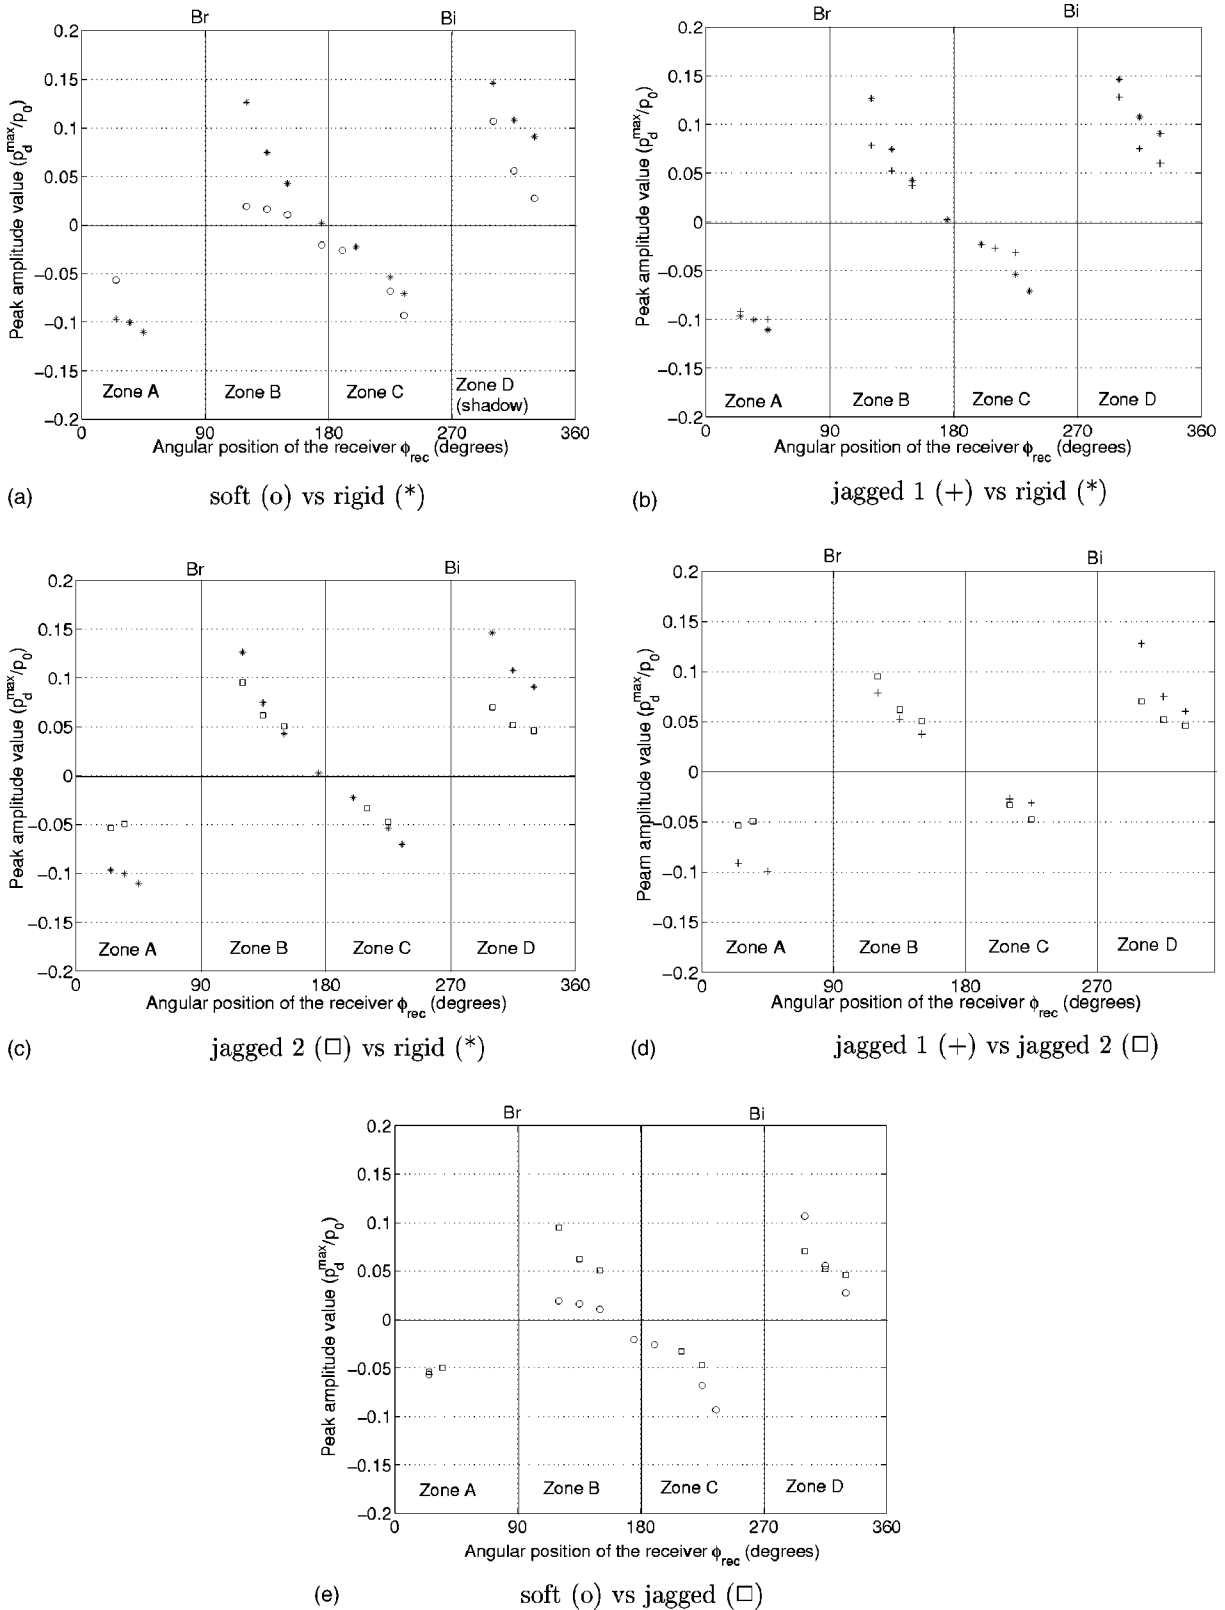 Br Bi
0.2
0.15
0.1
0.05
0
−0.05
−0.1
−0.15
−0.2
Peak amplitude value (p_d^max/p_0)
Zone A Zone B Zone C Zone D
(shadow)
0 90 180 270 360
Angular position of the receiver ϕ_rec (degrees)
(a) soft (o) vs rigid (*)
Br Bi
0.2
0.15
0.1
0.05
0
−0.05
−0.1
−0.15
−0.2
Peak amplitude value (p_d^max/p_0)
Zone A Zone B Zone C Zone D
0 90 180 270 360
Angular position of the receiver ϕ_rec (degrees)
(b) jagged 1 (+) vs rigid (*)
Br Bi
0.2
0.15
0.1
0.05
0
−0.05
−0.1
−0.15
−0.2
Peak amplitude value (p_d^max/p_0)
Zone A Zone B Zone C Zone D
0 90 180 270 360
Angular position of the receiver ϕ_rec (degrees)
(c) jagged 2 (□) vs rigid (*)
Br Bi
0.2
0.15
0.1
0.05
0
−0.05
−0.1
−0.15
−0.2
Peam amplitude value (p_d^max/p_0)
Zone A Zone B Zone C Zone D
0 90 180 270
Angular position of the receiver ϕ_rec (degrees)
(d) jagged 1 (+) vs jagged 2 (□)
Br Bi
0.2
0.15
0.1
0.05
0
−0.05
−0.1
−0.15
−0.2
Peak amplitude value (p_d^max/p_0)
Zone A Zone B Zone C Zone D
0 90 180 270 360
Angular position of the receiver ϕ_rec (degrees)
(e) soft (o) vs jagged (□)